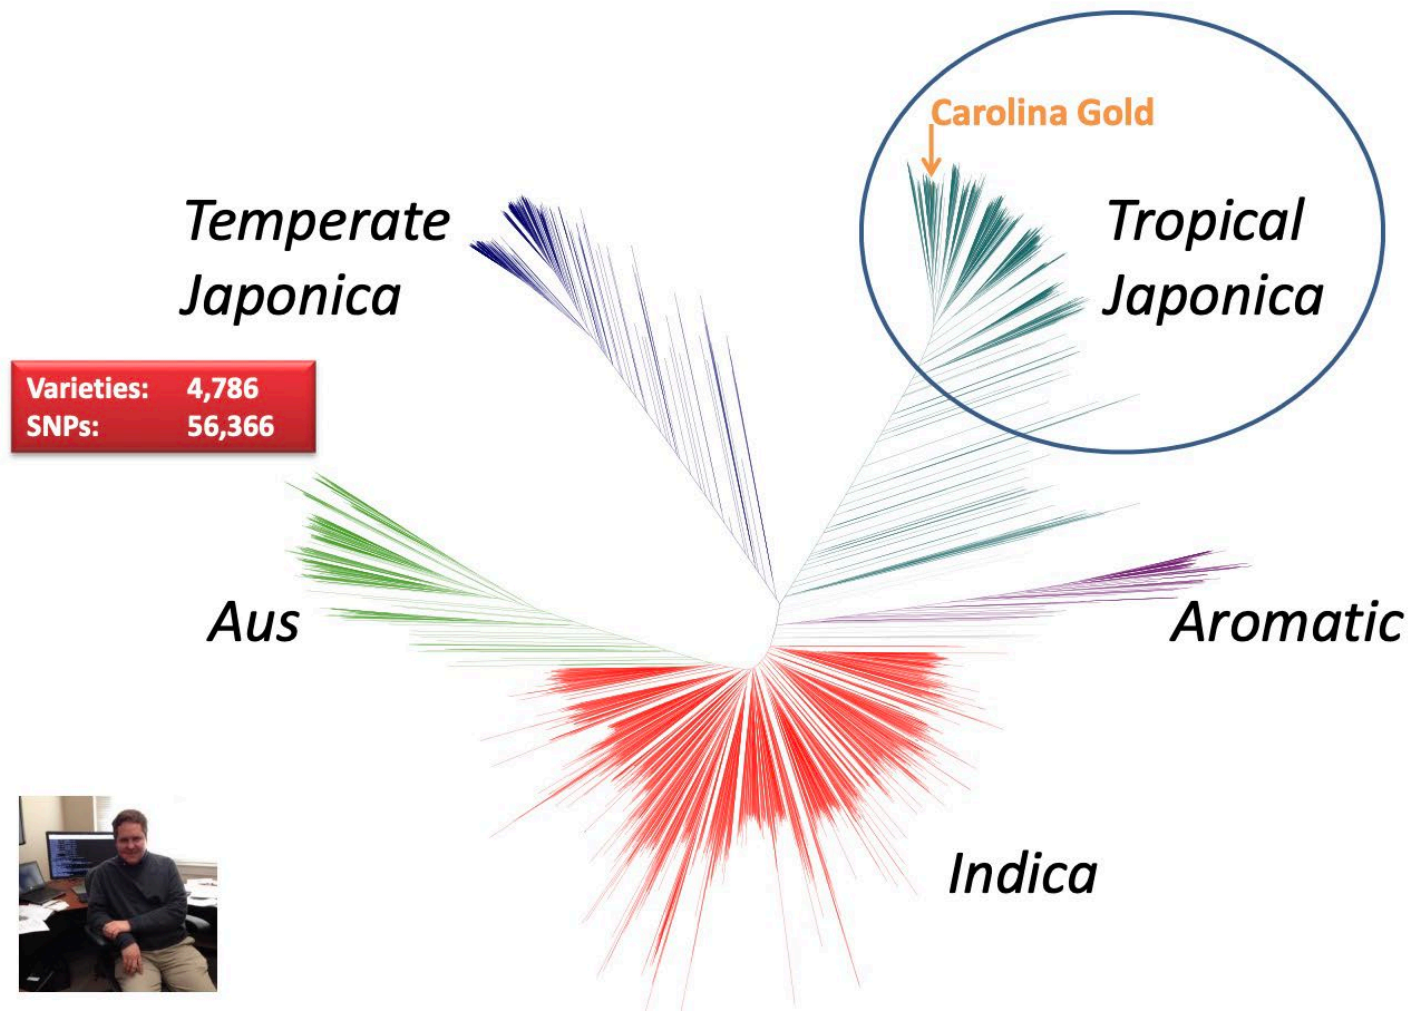 Carolina Gold
Temperate
Japonica
Tropical
Japonica
Varieties: 4,786
SNPs: 56,366
Aus
Aromatic
Indica